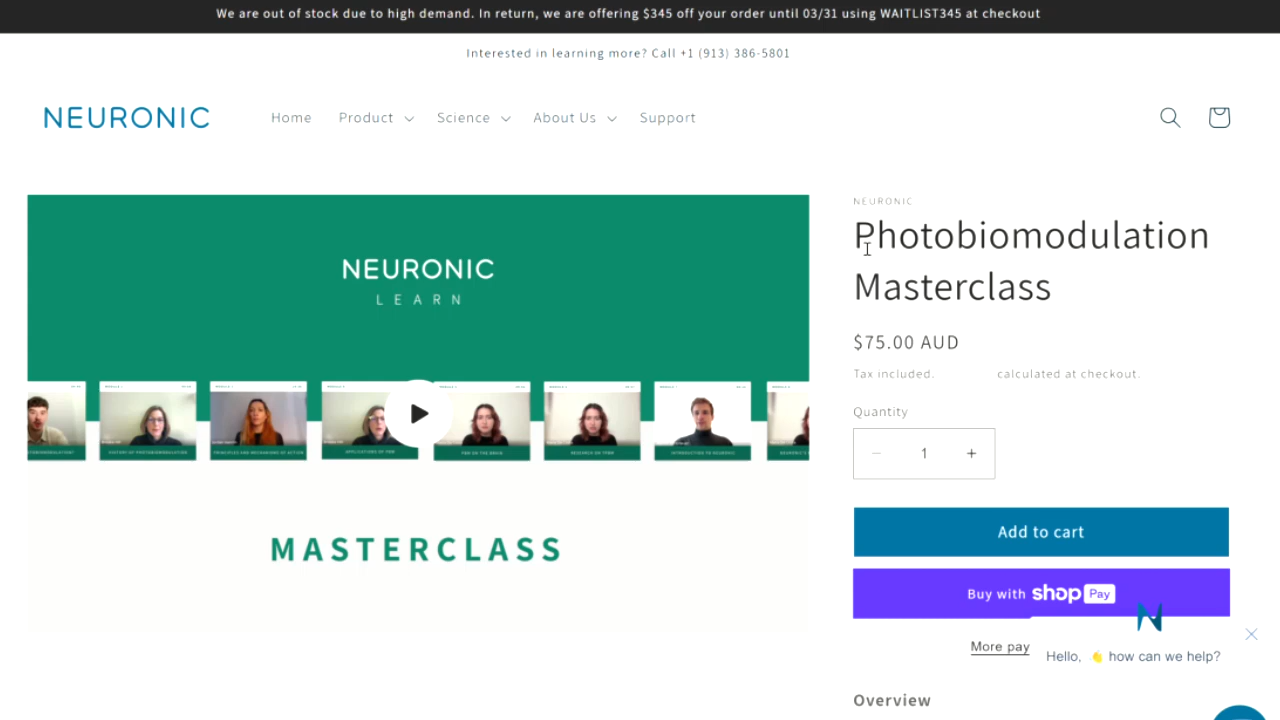 We are out of stock due to high demand. In return, we are offering $345 off your order until 03/31 using WAITLIST345 at checkout
Interested in learning more? Call +1 (913) 386-5801
NEURONIC
Home Product Science About Us Support
NEURONIC
LEARN
MASTERCLASS
NEURONIC
Photobiomodulation
Masterclass
$75.00 AUD
Tax included. calculated at checkout.
Quantity
− 1 +
Add to cart
Buy with shop Pay
More pay
Hello, 👋 how can we help?
Overview